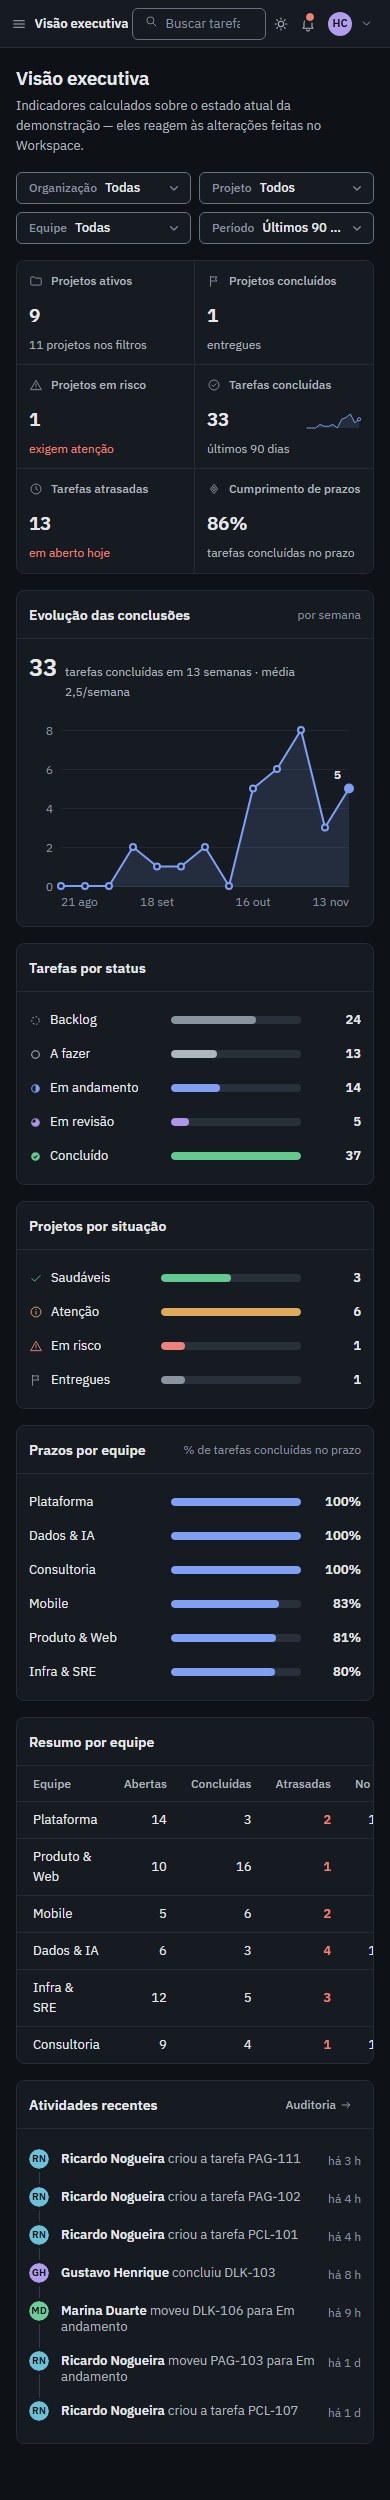 Visão executiva
Buscar tarefa
HC
Visão executiva
Indicadores calculados sobre o estado atual da
demonstração — eles reagem às alterações feitas no
Workspace.
Organização Todas
Projeto Todos
Equipe Todas
Período Últimos 90 ...
Projetos ativos
9
11 projetos nos filtros
Projetos concluídos
1
entregues
Projetos em risco
1
exigem atenção
Tarefas concluídas
33
últimos 90 dias
Tarefas atrasadas
13
em aberto hoje
Cumprimento de prazos
86%
tarefas concluídas no prazo
Evolução das conclusões por semana
33 tarefas concluídas em 13 semanas · média
2,5/semana
8
6
4
2
0
5
21 ago 18 set 16 out 13 nov
Tarefas por status
Backlog 24
A fazer 13
Em andamento 14
Em revisão 5
Concluído 37
Projetos por situação
Saudáveis 3
Atenção 6
Em risco 1
Entregues 1
Prazos por equipe % de tarefas concluídas no prazo
Plataforma 100%
Dados & IA 100%
Consultoria 100%
Mobile 83%
Produto & Web 81%
Infra & SRE 80%
Resumo por equipe
Equipe Abertas Concluídas Atrasadas No
Plataforma 14 3 2 1
Produto &
Web 10 16 1
Mobile 5 6 2
Dados & IA 6 3 4 1
Infra &
SRE 12 5 3
Consultoria 9 4 1 1
Atividades recentes Auditoria →
RN Ricardo Nogueira criou a tarefa PAG-111 há 3 h
RN Ricardo Nogueira criou a tarefa PAG-102 há 4 h
RN Ricardo Nogueira criou a tarefa PCL-101 há 4 h
GH Gustavo Henrique concluiu DLK-103 há 8 h
MD Marina Duarte moveu DLK-106 para Em
andamento há 9 h
RN Ricardo Nogueira moveu PAG-103 para Em
andamento há 1 d
RN Ricardo Nogueira criou a tarefa PCL-107 há 1 d